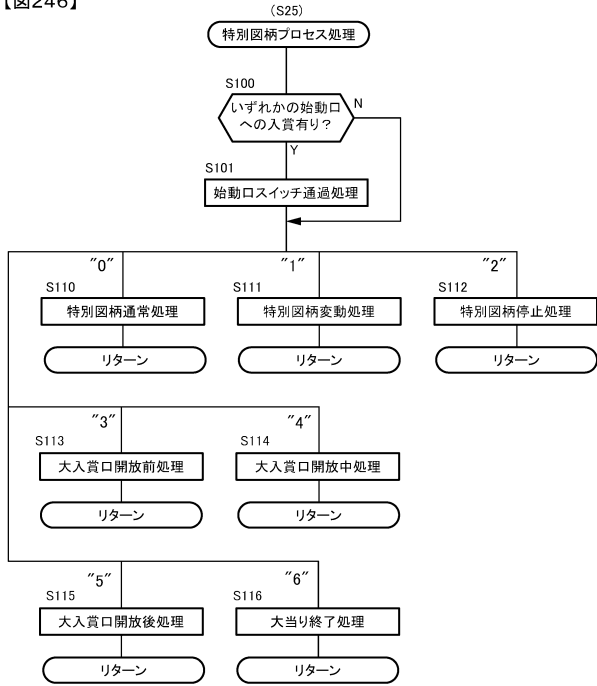 【図246】
(S25)
特別図柄プロセス処理
S100
いずれかの始動口
への入賞有り？
N
Y
S101
始動口スイッチ通過処理
"0"
"1"
"2"
S110
S111
S112
特別図柄通常処理
特別図柄変動処理
特別図柄停止処理
リターン
リターン
リターン
"3"
"4"
S113
S114
大入賞口開放前処理
大入賞口開放中処理
リターン
リターン
"5"
"6"
S115
S116
大入賞口開放後処理
大当り終了処理
リターン
リターン